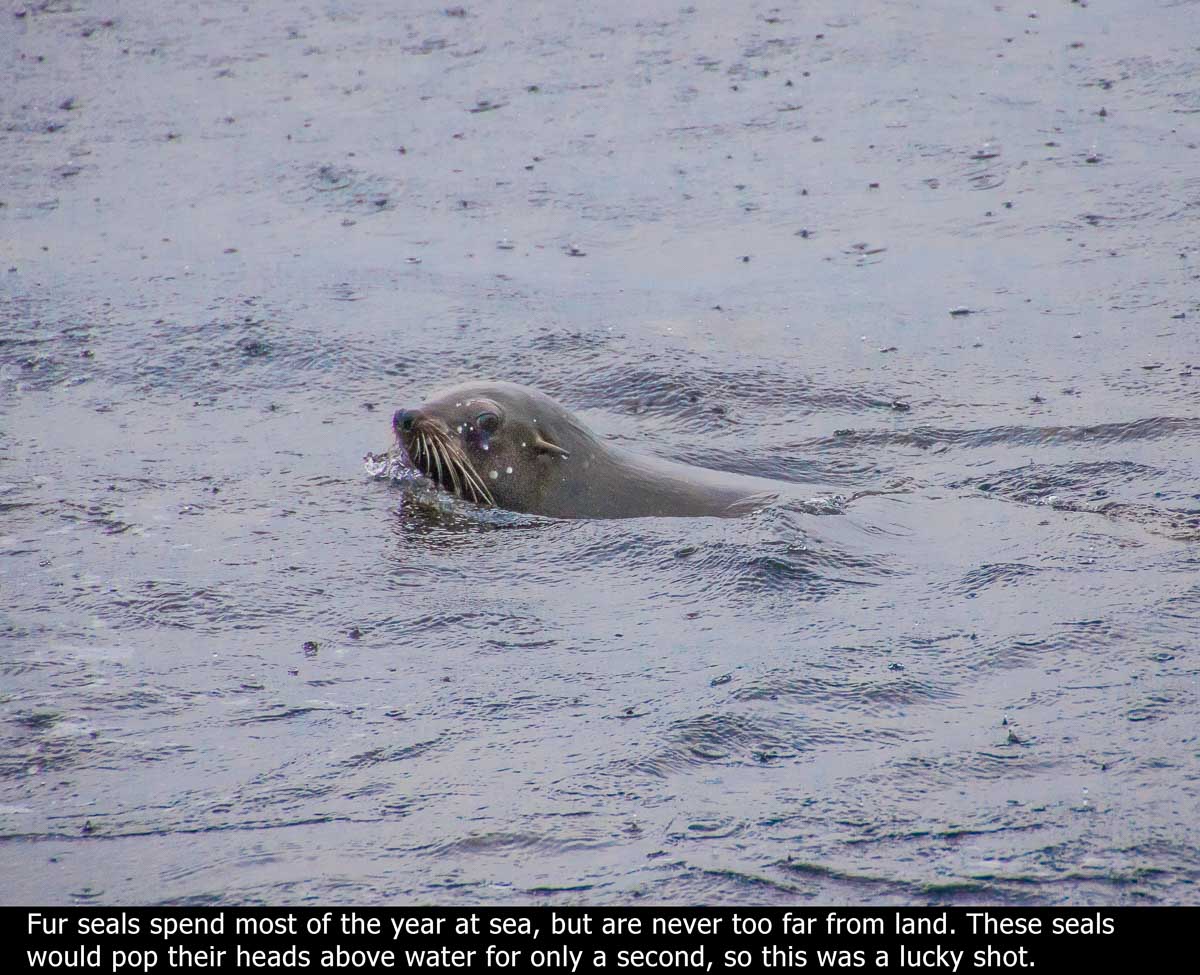 Fur seals spend most of the year at sea, but are never too far from land. These seals
would pop their heads above water for only a second, so this was a lucky shot.